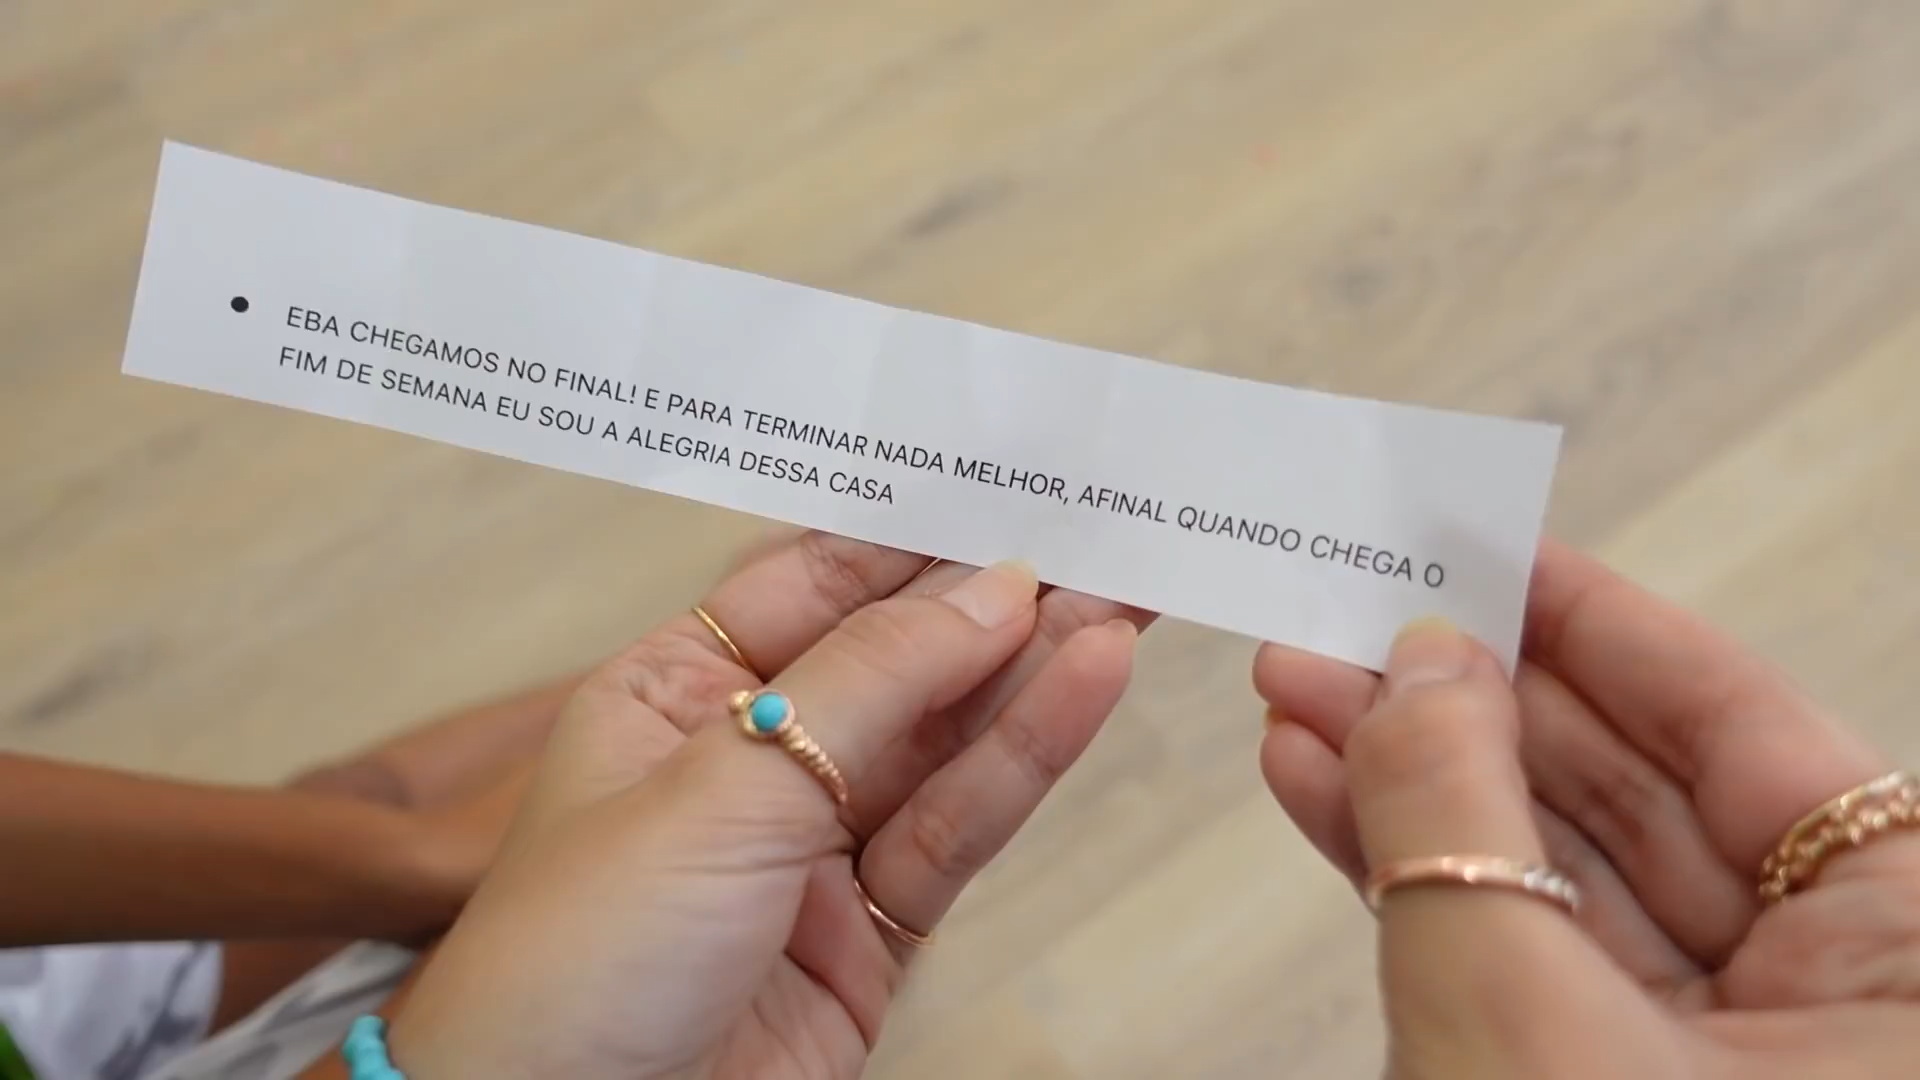 EBA CHEGAMOS NO FINAL! E PARA TERMINAR NADA MELHOR, AFINAL QUANDO CHEGA O
FIM DE SEMANA EU SOU A ALEGRIA DESSA CASA